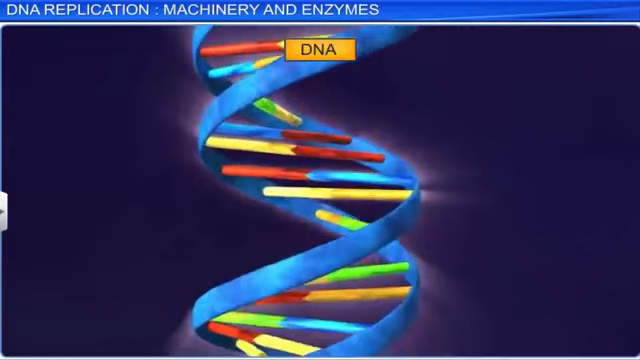 DNA REPLICATION : MACHINERY AND ENZYMES
DNA